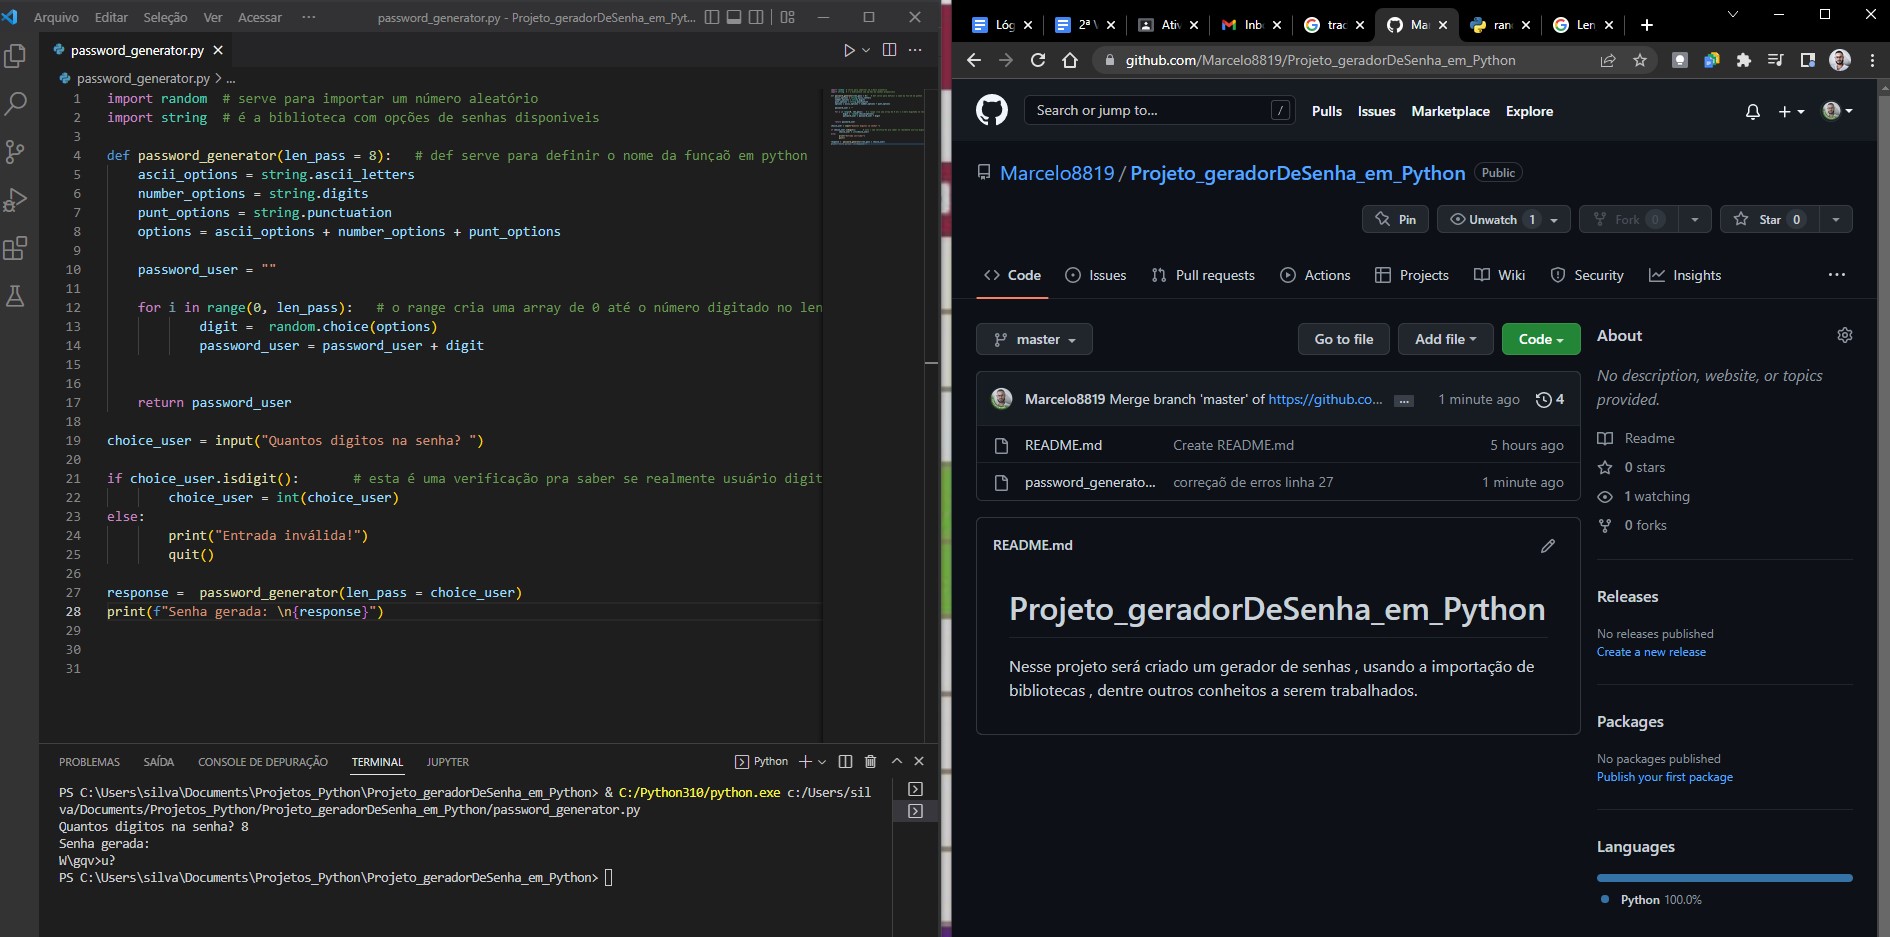 Arquivo Editar Seleção Ver Acessar ··· password_generator.py - Projeto_geradorDeSenha_em_Pyt...
password_generator.py
password_generator.py > ...
1 import random  # serve para importar um número aleatório
2 import string  # é a biblioteca com opções de senhas disponiveis
3
4 def password_generator(len_pass = 8):   # def serve para definir o nome da funçaõ em python
5     ascii_options = string.ascii_letters
6     number_options = string.digits
7     punt_options = string.punctuation
8     options = ascii_options + number_options + punt_options
9
10     password_user = ""
11
12     for i in range(0, len_pass):   # o range cria uma array de 0 até o número digitado no len
13             digit =  random.choice(options)
14             password_user = password_user + digit
15
16
17     return password_user
18
19 choice_user = input("Quantos digitos na senha? ")
20
21 if choice_user.isdigit():       # esta é uma verificação pra saber se realmente usuário digit
22         choice_user = int(choice_user)
23 else:
24         print("Entrada inválida!")
25         quit()
26
27 response =  password_generator(len_pass = choice_user)
28 print(f"Senha gerada: \n{response}")
29
30
31
PROBLEMAS SAÍDA CONSOLE DE DEPURAÇÃO TERMINAL JUPYTER Python
PS C:\Users\silva\Documents\Projetos_Python\Projeto_geradorDeSenha_em_Python> & C:/Python310/python.exe c:/Users/sil
va/Documents/Projetos_Python/Projeto_geradorDeSenha_em_Python/password_generator.py
Quantos digitos na senha? 8
Senha gerada:
W\gqv>u?
PS C:\Users\silva\Documents\Projetos_Python\Projeto_geradorDeSenha_em_Python>
Lóg 2ª \ Ativ Inb trac Mar ran Len
github.com/Marcelo8819/Projeto_geradorDeSenha_em_Python
Search or jump to... / Pulls Issues Marketplace Explore
Marcelo8819 / Projeto_geradorDeSenha_em_Python Public
Pin Unwatch 1 Fork 0 Star 0
Code Issues Pull requests Actions Projects Wiki Security Insights ···
master Go to file Add file Code
Marcelo8819 Merge branch 'master' of https://github.co... ... 1 minute ago 4
README.md Create README.md 5 hours ago
password_generato... correçaõ de erros linha 27 1 minute ago
README.md
Projeto_geradorDeSenha_em_Python
Nesse projeto será criado um gerador de senhas , usando a importação de
bibliotecas , dentre outros conheitos a serem trabalhados.
About
No description, website, or topics
provided.
Readme
0 stars
1 watching
0 forks
Releases
No releases published
Create a new release
Packages
No packages published
Publish your first package
Languages
Python 100.0%